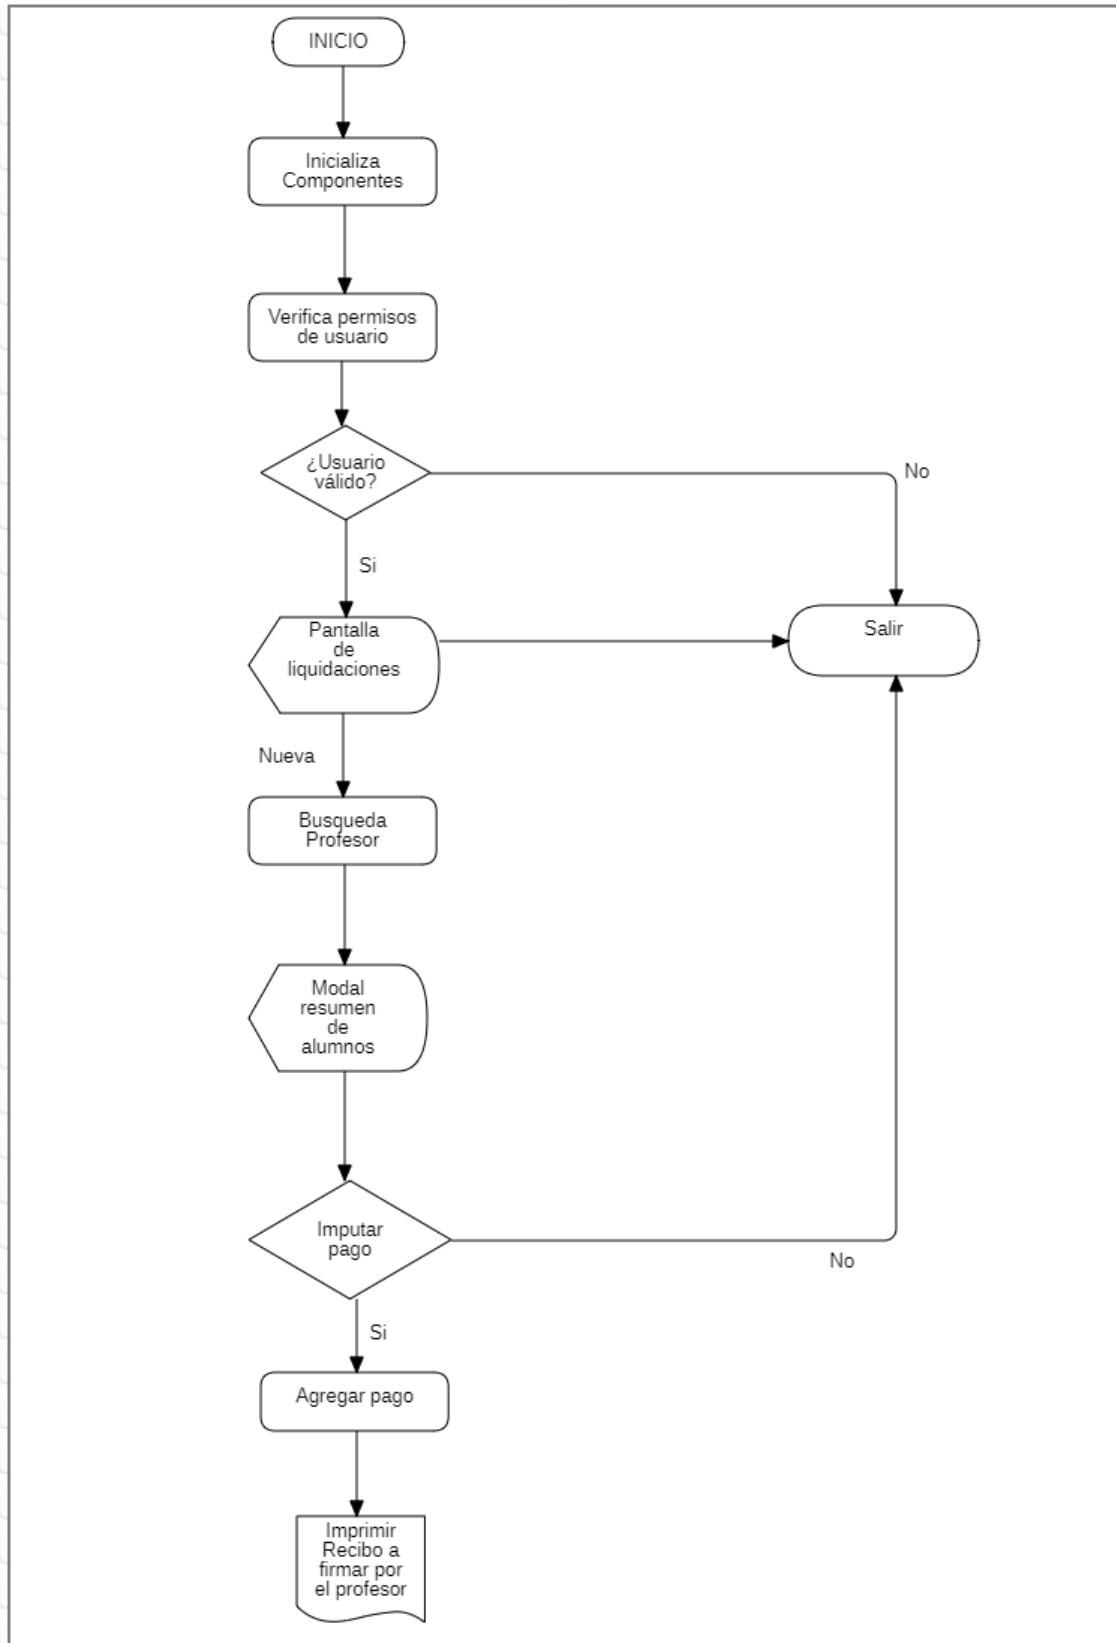 INICIO
Inicializa
Componentes
Verifica permisos
de usuario
¿Usuario
válido?
No
Si
Pantalla
de
liquidaciones
Salir
Nueva
Busqueda
Profesor
Modal
resumen
de
alumnos
Imputar
pago
No
Si
Agregar pago
Imprimir
Recibo a
firmar por
el profesor